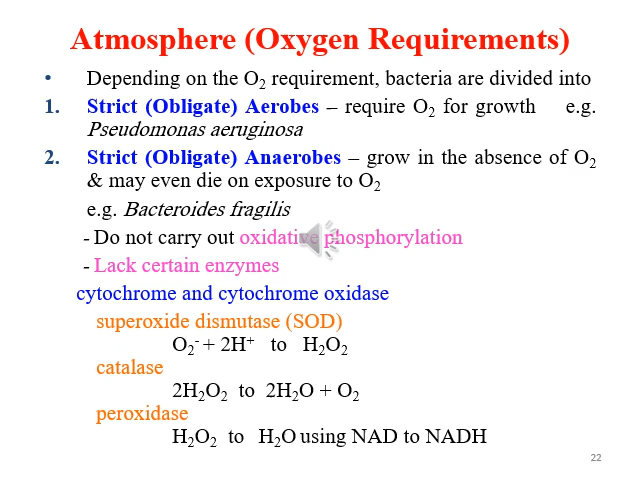 Atmosphere (Oxygen Requirements)
• Depending on the O₂ requirement, bacteria are divided into
1. Strict (Obligate) Aerobes – require O₂ for growth e.g.
Pseudomonas aeruginosa
2. Strict (Obligate) Anaerobes – grow in the absence of O₂
& may even die on exposure to O₂
e.g. Bacteroides fragilis
- Do not carry out oxidative phosphorylation
- Lack certain enzymes
cytochrome and cytochrome oxidase
superoxide dismutase (SOD)
O₂⁻ + 2H⁺ to H₂O₂
catalase
2H₂O₂ to 2H₂O + O₂
peroxidase
H₂O₂ to H₂O using NAD to NADH
22